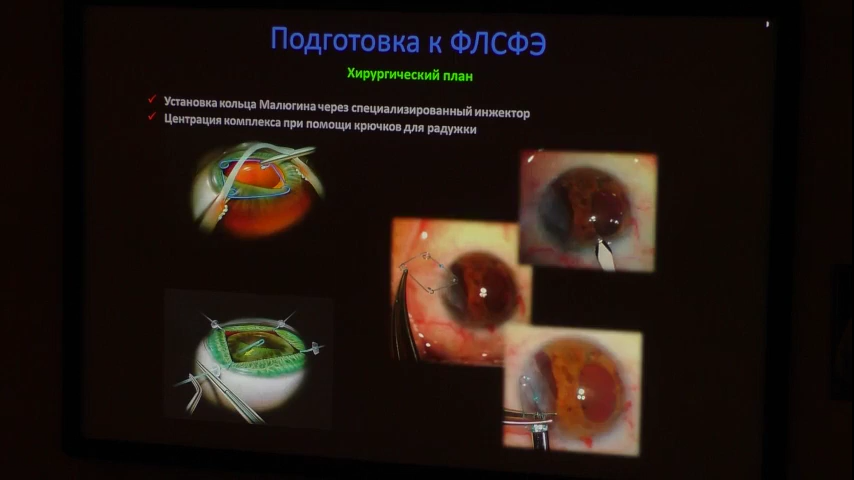 Подготовка к ФЛСФЭ
Хирургический план
Установка кольца Малюгина через специализированный инжектор
Центрация комплекса при помощи крючков для радужки